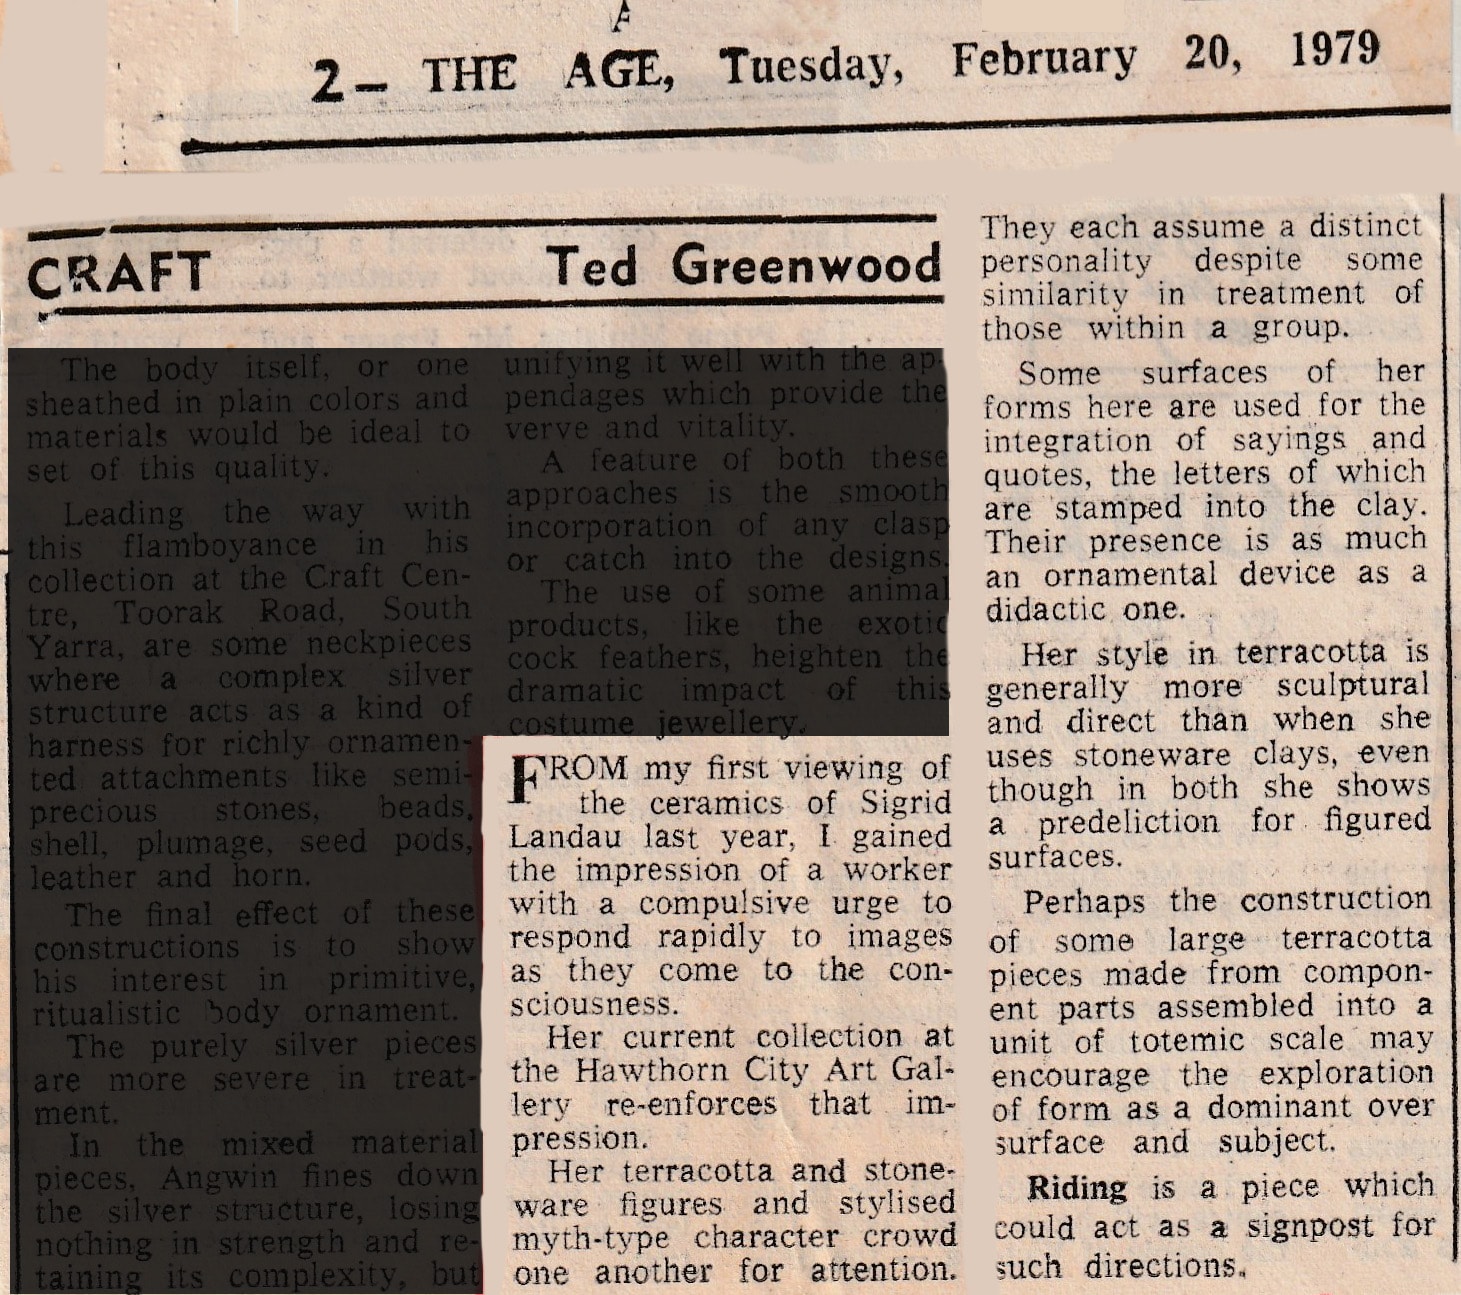 2 – THE AGE, Tuesday, February 20, 1979
CRAFT Ted Greenwood
The body itself, or one
sheathed in plain colors and
materials would be ideal to
set of this quality.
Leading the way with
this flamboyance in his
collection at the Craft Cen-
tre, Toorak Road, South
Yarra, are some neckpieces
where a complex silver
structure acts as a kind of
harness for richly ornamen-
ted attachments like semi-
precious stones, beads,
shell, plumage, seed pods,
leather and horn.
The final effect of these
constructions is to show
his interest in primitive,
ritualistic body ornament.
The purely silver pieces
are more severe in treat-
ment.
In the mixed material
pieces, Angwin fines down
the silver structure, losing
nothing in strength and re-
taining its complexity, but
unifying it well with the ap-
pendages which provide the
verve and vitality.
A feature of both these
approaches is the smooth
incorporation of any clasp
or catch into the designs.
The use of some animal
products, like the exotic
cock feathers, heighten the
dramatic impact of this
costume jewellery.
FROM my first viewing of
the ceramics of Sigrid
Landau last year, I gained
the impression of a worker
with a compulsive urge to
respond rapidly to images
as they come to the con-
sciousness.
Her current collection at
the Hawthorn City Art Gal-
lery re-enforces that im-
pression.
Her terracotta and stone-
ware figures and stylised
myth-type character crowd
one another for attention.
They each assume a distinct
personality despite some
similarity in treatment of
those within a group.
Some surfaces of her
forms here are used for the
integration of sayings and
quotes, the letters of which
are stamped into the clay.
Their presence is as much
an ornamental device as a
didactic one.
Her style in terracotta is
generally more sculptural
and direct than when she
uses stoneware clays, even
though in both she shows
a predeliction for figured
surfaces.
Perhaps the construction
of some large terracotta
pieces made from compon-
ent parts assembled into a
unit of totemic scale may
encourage the exploration
of form as a dominant over
surface and subject.
Riding is a piece which
could act as a signpost for
such directions.